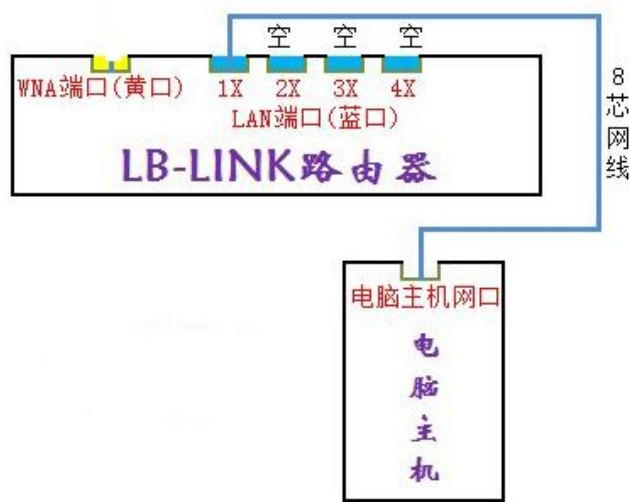 空 空 空
WNA端口(黄口) 1X 2X 3X 4X
LAN端口(蓝口)
LB-LINK路由器
8芯网线
电脑主机网口
电脑主机